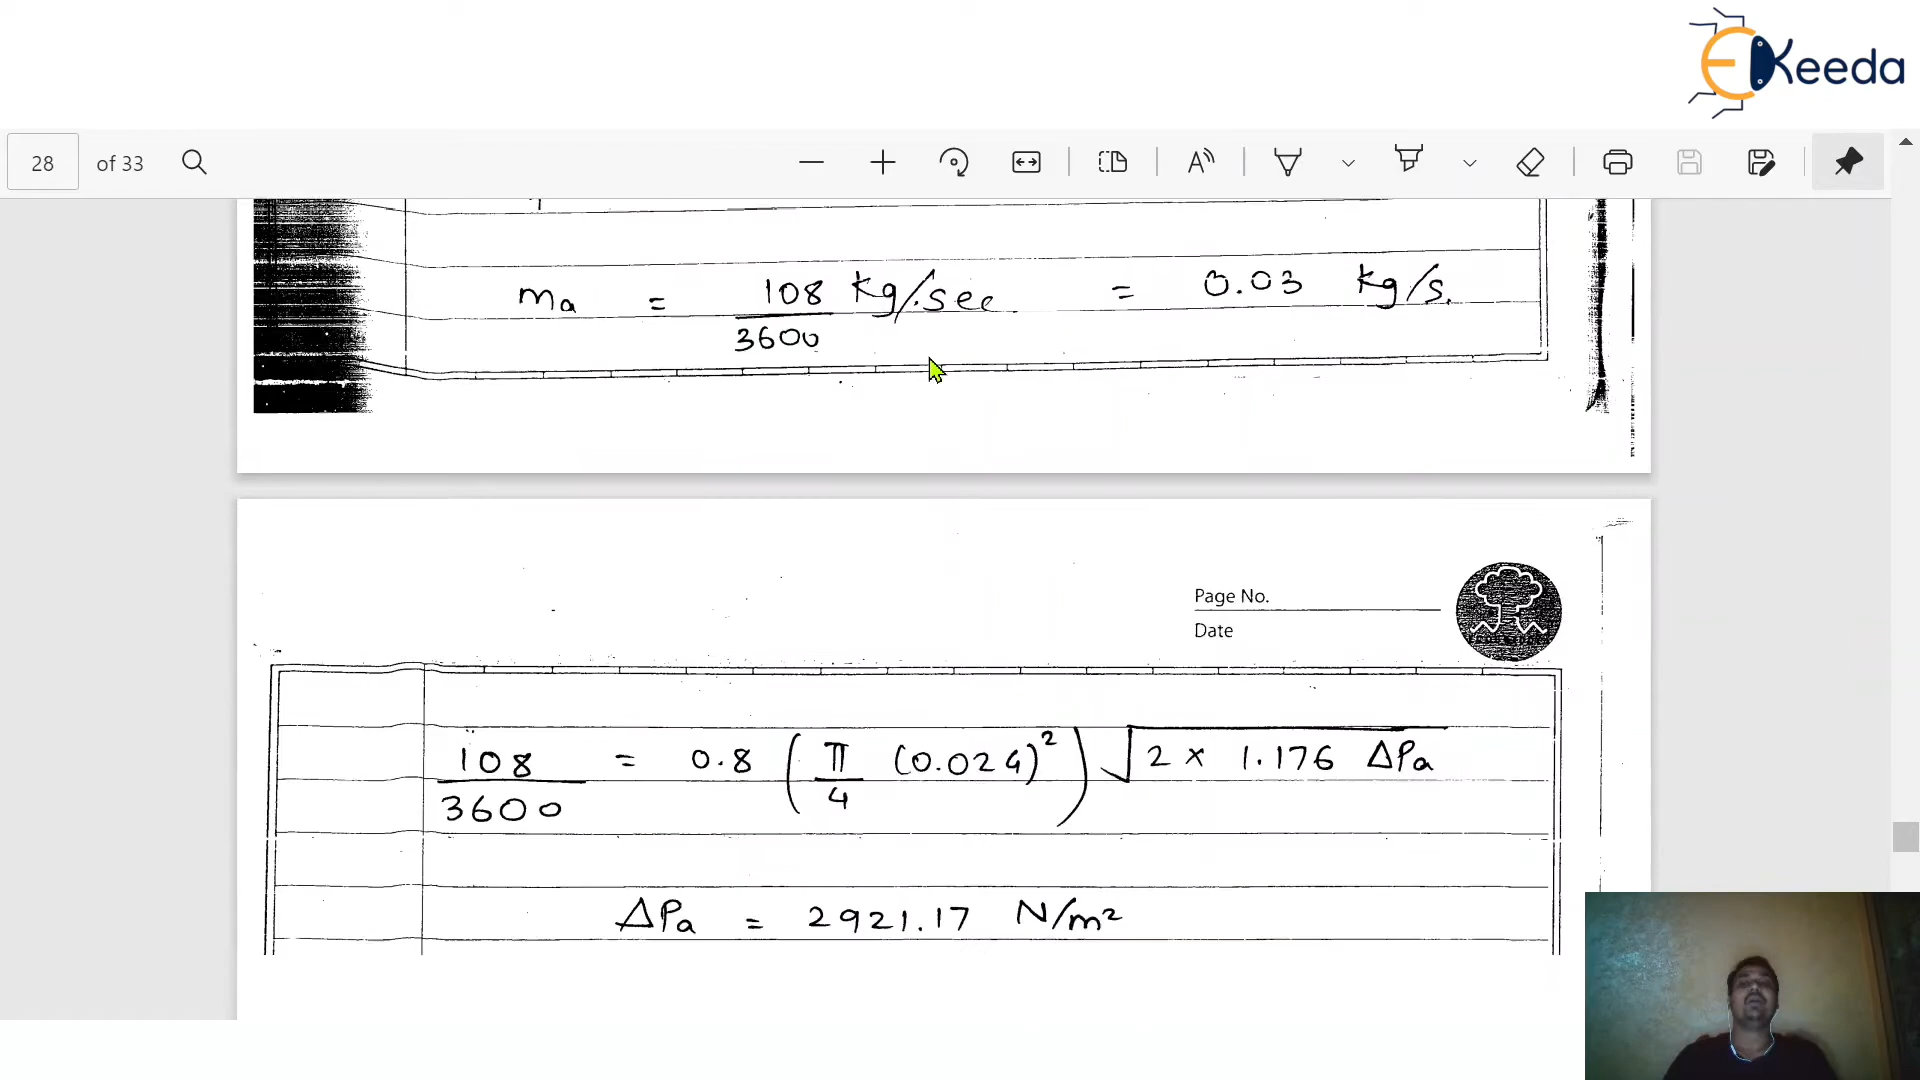 EKeeda
28 of 33
ma = 108/3600 kg/sec = 0.03 kg/s.
Page No.
Date
108/3600 = 0.8 (π/4 (0.024)² ) √2 × 1.176 ΔPa
ΔPa = 2921.17 N/m²